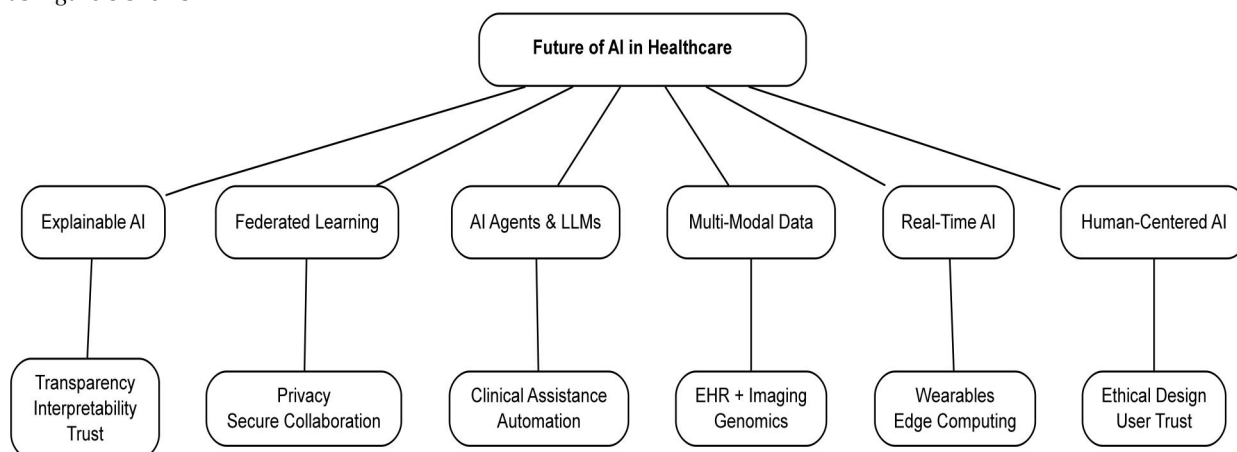 Future of AI in Healthcare
Explainable AI
Federated Learning
AI Agents & LLMs
Multi-Modal Data
Real-Time AI
Human-Centered AI
Transparency
Interpretability
Trust
Privacy
Secure Collaboration
Clinical Assistance
Automation
EHR + Imaging
Genomics
Wearables
Edge Computing
Ethical Design
User Trust